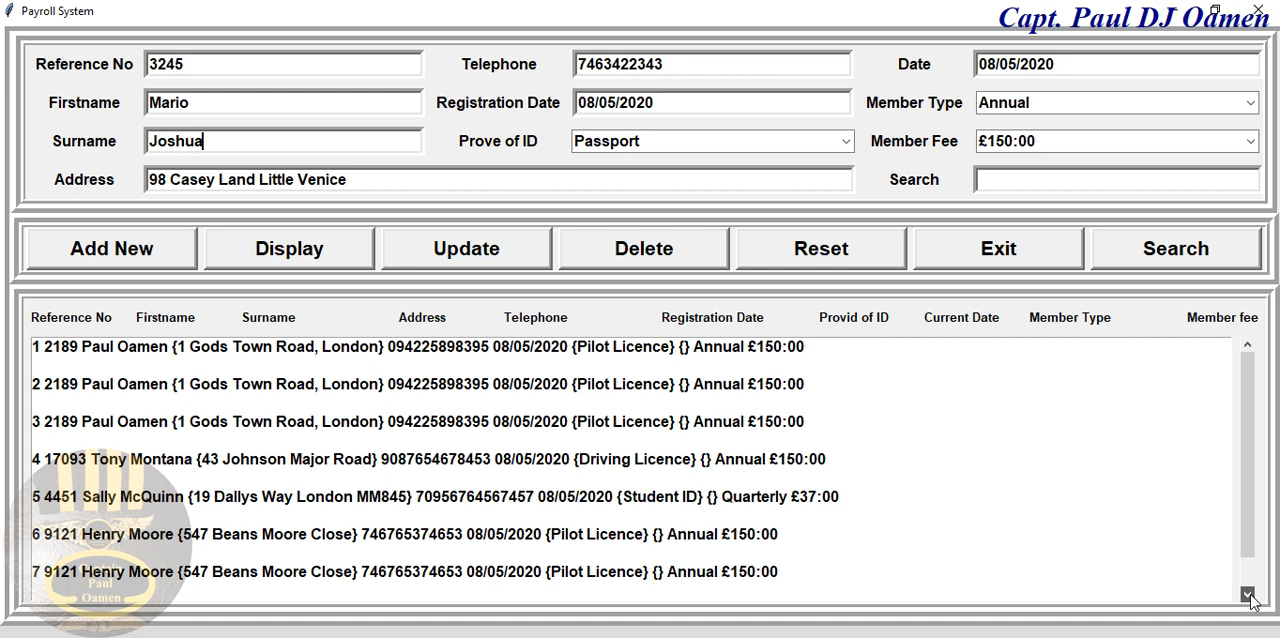 Payroll System
Capt. Paul DJ Oamen
Reference No 3245 Telephone 7463422343 Date 08/05/2020
Firstname Mario Registration Date 08/05/2020 Member Type Annual
Surname Joshua Prove of ID Passport Member Fee £150:00
Address 98 Casey Land Little Venice Search
Add New Display Update Delete Reset Exit Search
Reference No Firstname Surname Address Telephone Registration Date Provid of ID Current Date Member Type Member fee
1 2189 Paul Oamen {1 Gods Town Road, London} 094225898395 08/05/2020 {Pilot Licence} {} Annual £150:00
2 2189 Paul Oamen {1 Gods Town Road, London} 094225898395 08/05/2020 {Pilot Licence} {} Annual £150:00
3 2189 Paul Oamen {1 Gods Town Road, London} 094225898395 08/05/2020 {Pilot Licence} {} Annual £150:00
4 17093 Tony Montana {43 Johnson Major Road} 9087654678453 08/05/2020 {Driving Licence} {} Annual £150:00
5 4451 Sally McQuinn {19 Dallys Way London MM845} 70956764567457 08/05/2020 {Student ID} {} Quarterly £37:00
6 9121 Henry Moore {547 Beans Moore Close} 746765374653 08/05/2020 {Pilot Licence} {} Annual £150:00
7 9121 Henry Moore {547 Beans Moore Close} 746765374653 08/05/2020 {Pilot Licence} {} Annual £150:00
Paul
Oamen